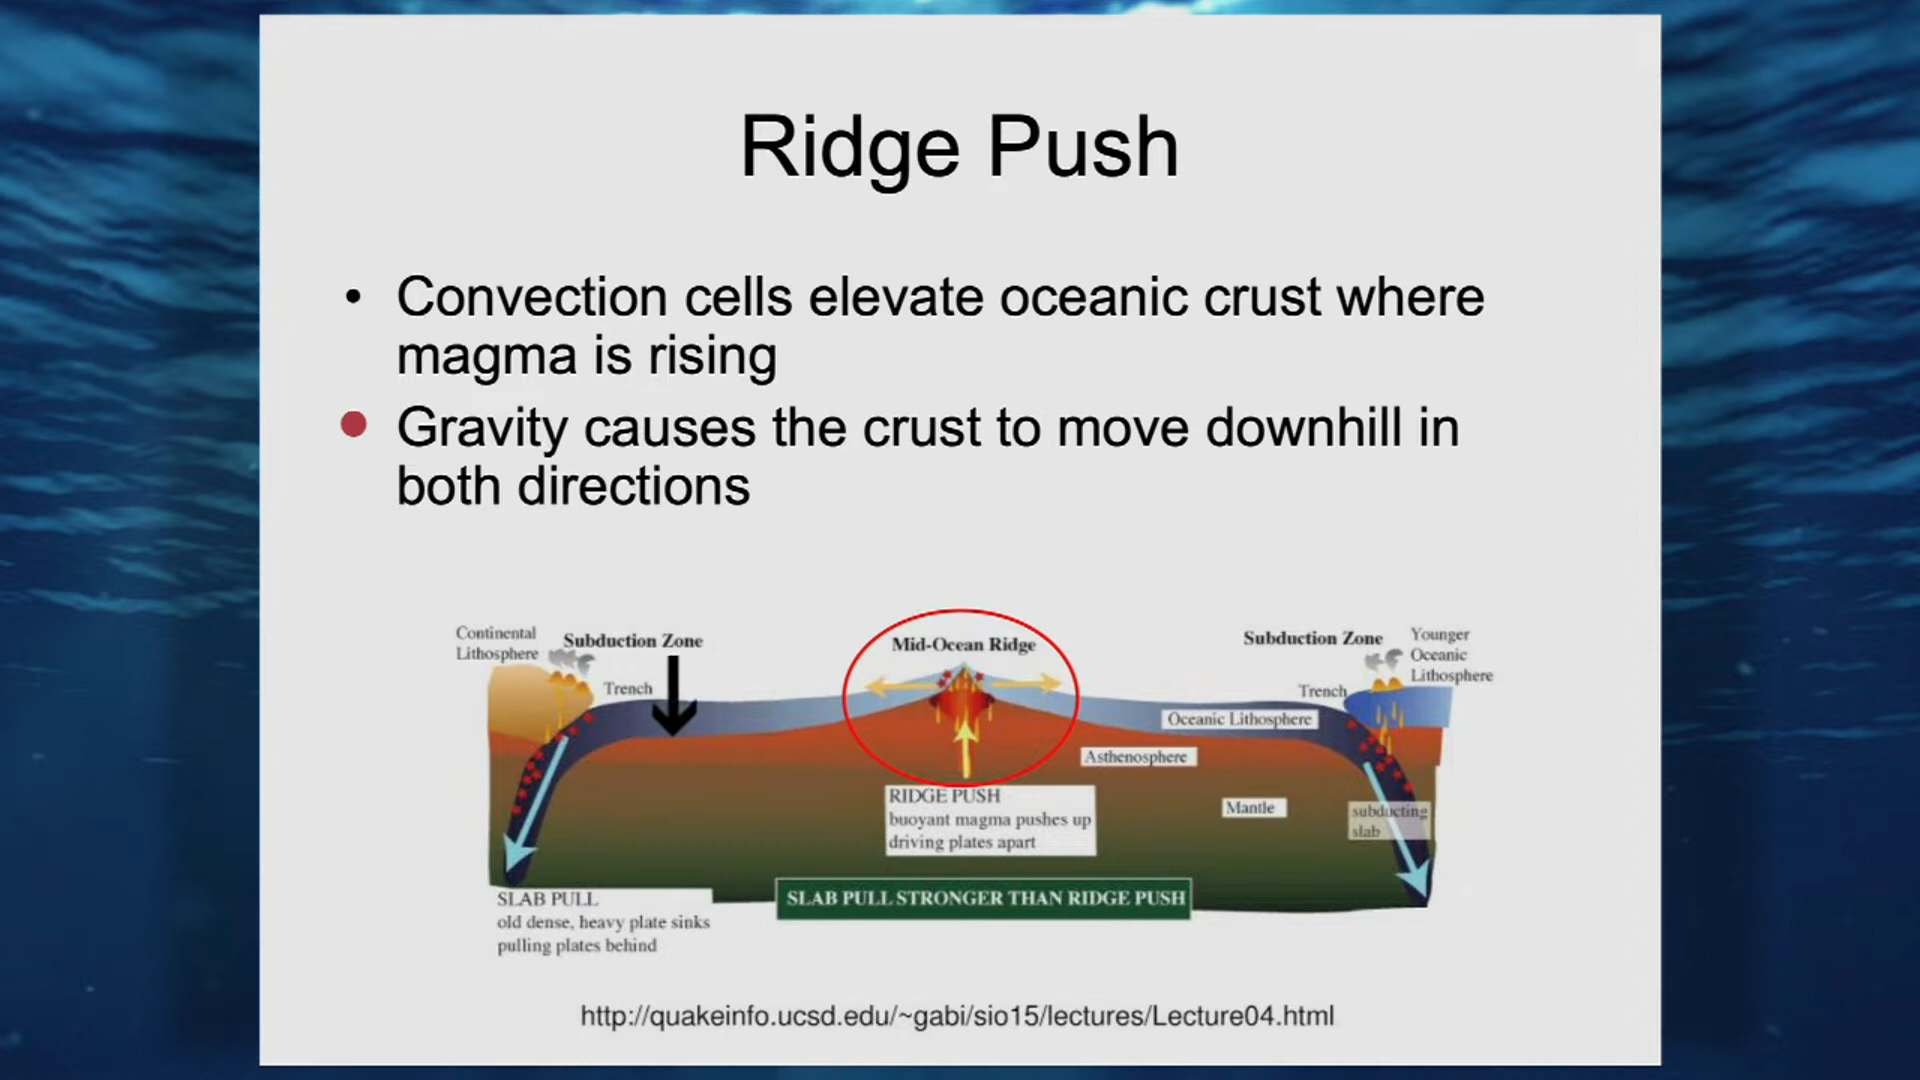 Ridge Push
• Convection cells elevate oceanic crust where
magma is rising
Gravity causes the crust to move downhill in
both directions
Continental
Lithosphere
Subduction Zone
Trench
Mid-Ocean Ridge
Subduction Zone
Trench
Younger
Oceanic
Lithosphere
Oceanic Lithosphere
Asthenosphere
Mantle
subducting
slab
RIDGE PUSH
buoyant magma pushes up
driving plates apart
SLAB PULL
old dense, heavy plate sinks
pulling plates behind
SLAB PULL STRONGER THAN RIDGE PUSH
http://quakeinfo.ucsd.edu/~gabi/sio15/lectures/Lecture04.html